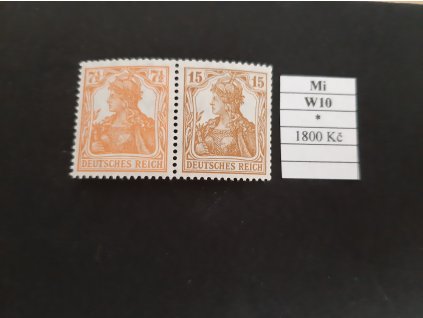 7½ 7½ 15 15
DEUTSCHES REICH DEUTSCHES REICH
Mi
W10
*
1800 Kč